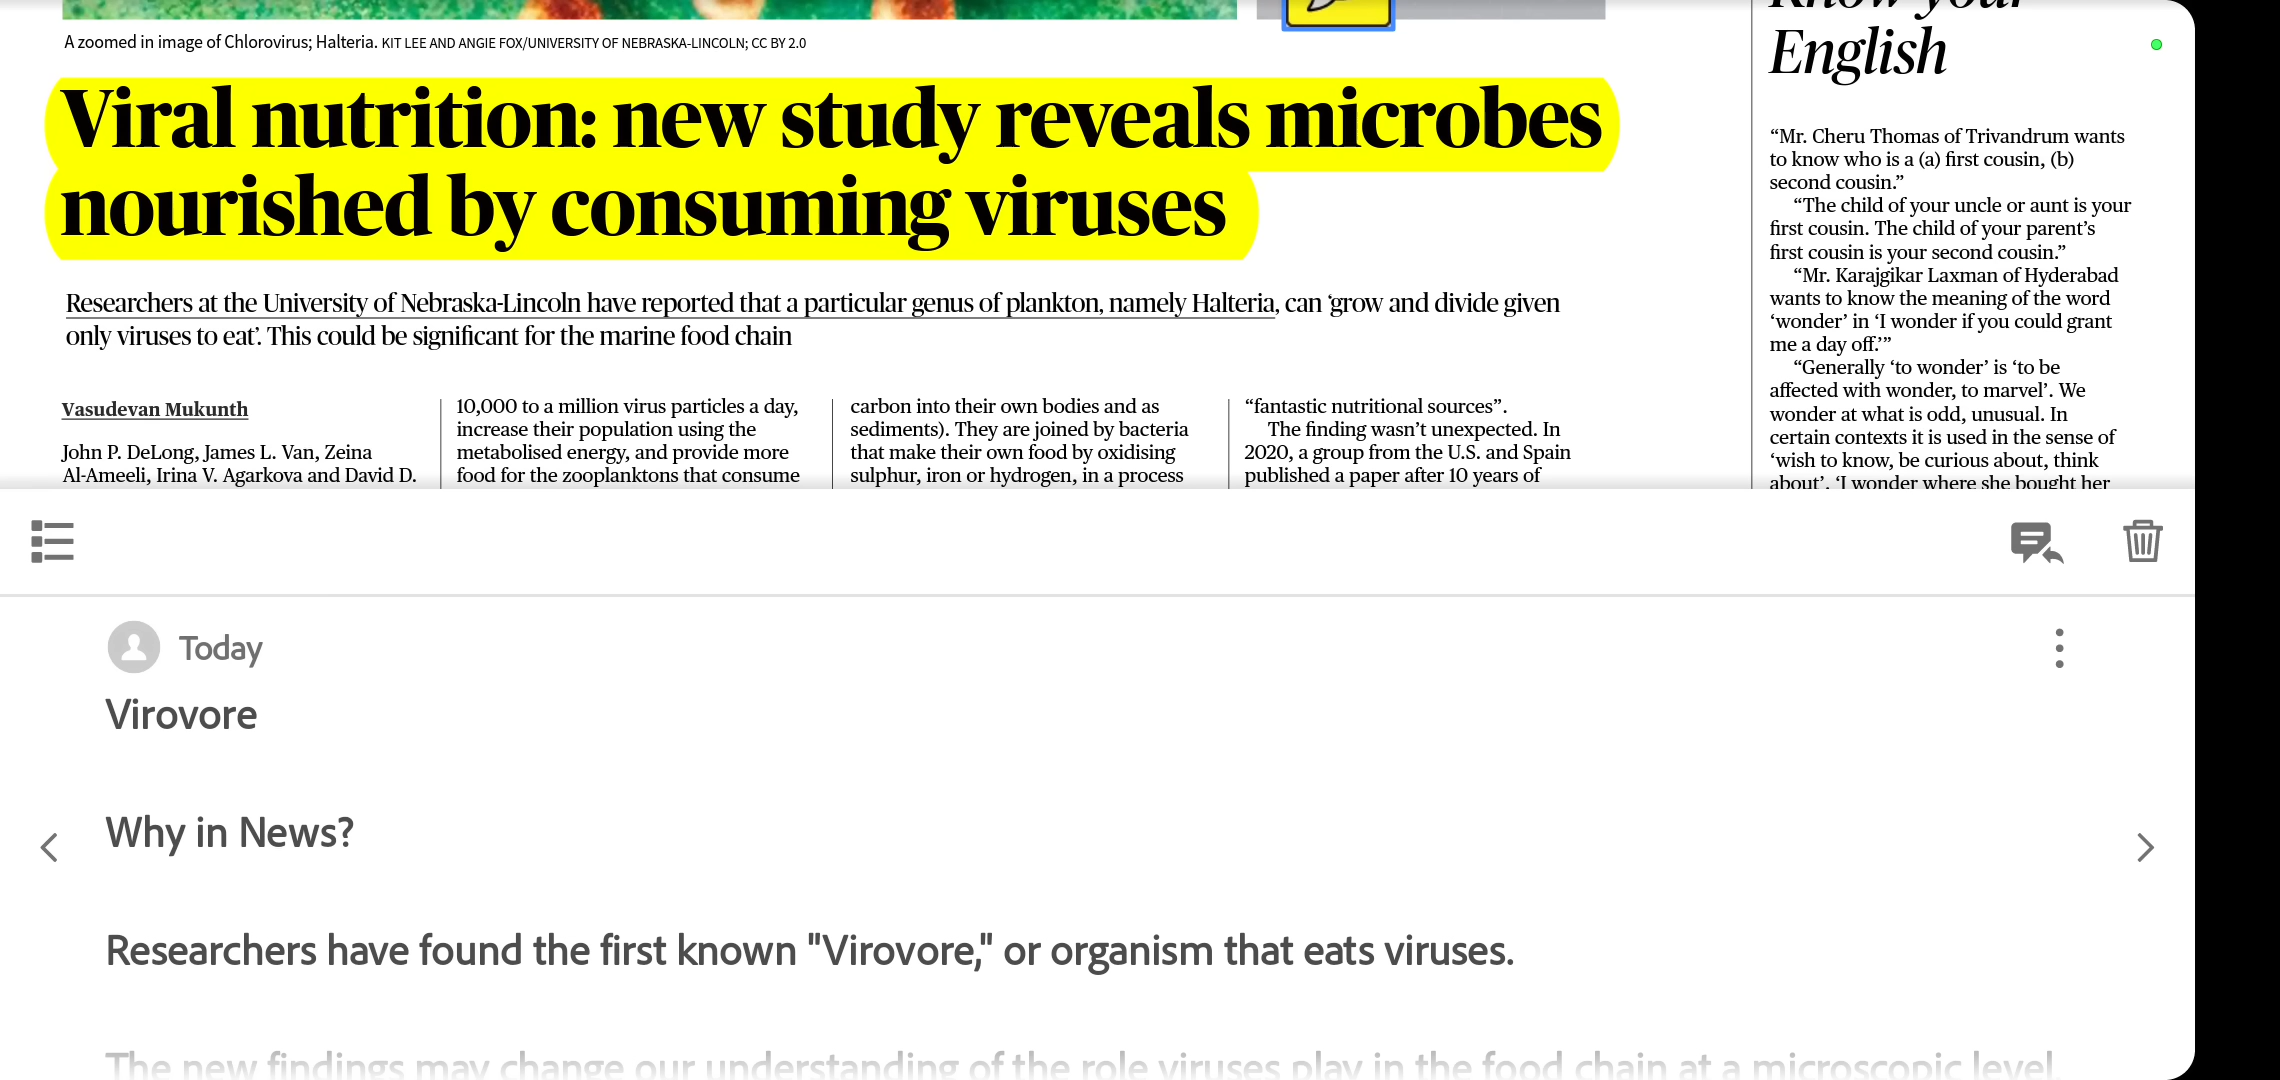 A zoomed in image of Chlorovirus; Halteria. KIT LEE AND ANGIE FOX/UNIVERSITY OF NEBRASKA-LINCOLN; CC BY 2.0
Viral nutrition: new study reveals microbes
nourished by consuming viruses
Researchers at the University of Nebraska-Lincoln have reported that a particular genus of plankton, namely Halteria, can ‘grow and divide given
only viruses to eat’. This could be significant for the marine food chain
Vasudevan Mukunth
John P. DeLong, James L. Van, Zeina
Al-Ameeli, Irina V. Agarkova and David D.
10,000 to a million virus particles a day,
increase their population using the
metabolised energy, and provide more
food for the zooplanktons that consume
carbon into their own bodies and as
sediments). They are joined by bacteria
that make their own food by oxidising
sulphur, iron or hydrogen, in a process
“fantastic nutritional sources”.
The finding wasn’t unexpected. In
2020, a group from the U.S. and Spain
published a paper after 10 years of
Know your
English
“Mr. Cheru Thomas of Trivandrum wants
to know who is a (a) first cousin, (b)
second cousin.”
“The child of your uncle or aunt is your
first cousin. The child of your parent’s
first cousin is your second cousin.”
“Mr. Karajgikar Laxman of Hyderabad
wants to know the meaning of the word
‘wonder’ in ‘I wonder if you could grant
me a day off.’”
“Generally ‘to wonder’ is ‘to be
affected with wonder, to marvel’. We
wonder at what is odd, unusual. In
certain contexts it is used in the sense of
‘wish to know, be curious about, think
about’. ‘I wonder where she bought her
Today
Virovore
Why in News?
Researchers have found the first known "Virovore," or organism that eats viruses.
The new findings may change our understanding of the role viruses play in the food chain at a microscopic level.